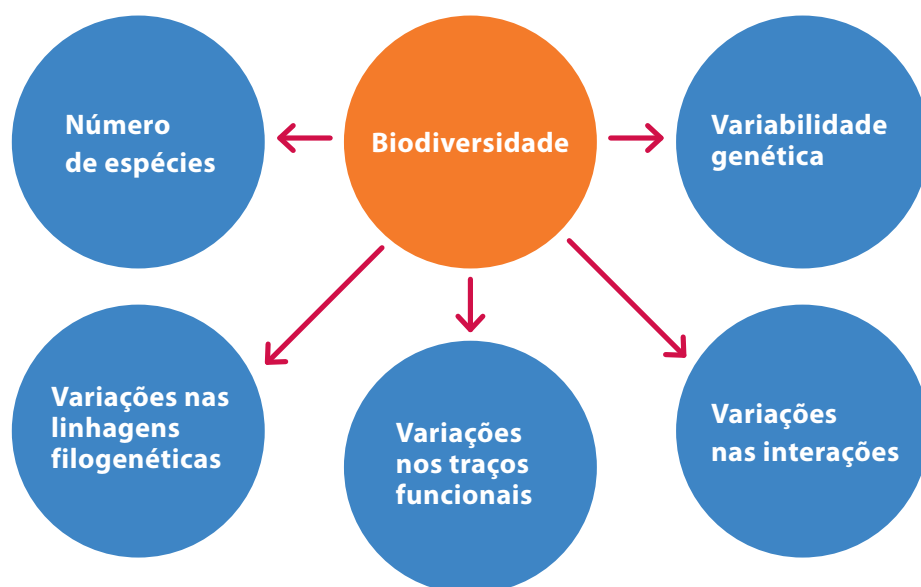 Número
de espécies
Biodiversidade
Variabilidade
genética
Variações nas
linhagens
filogenéticas
Variações
nos traços
funcionais
Variações
nas interações